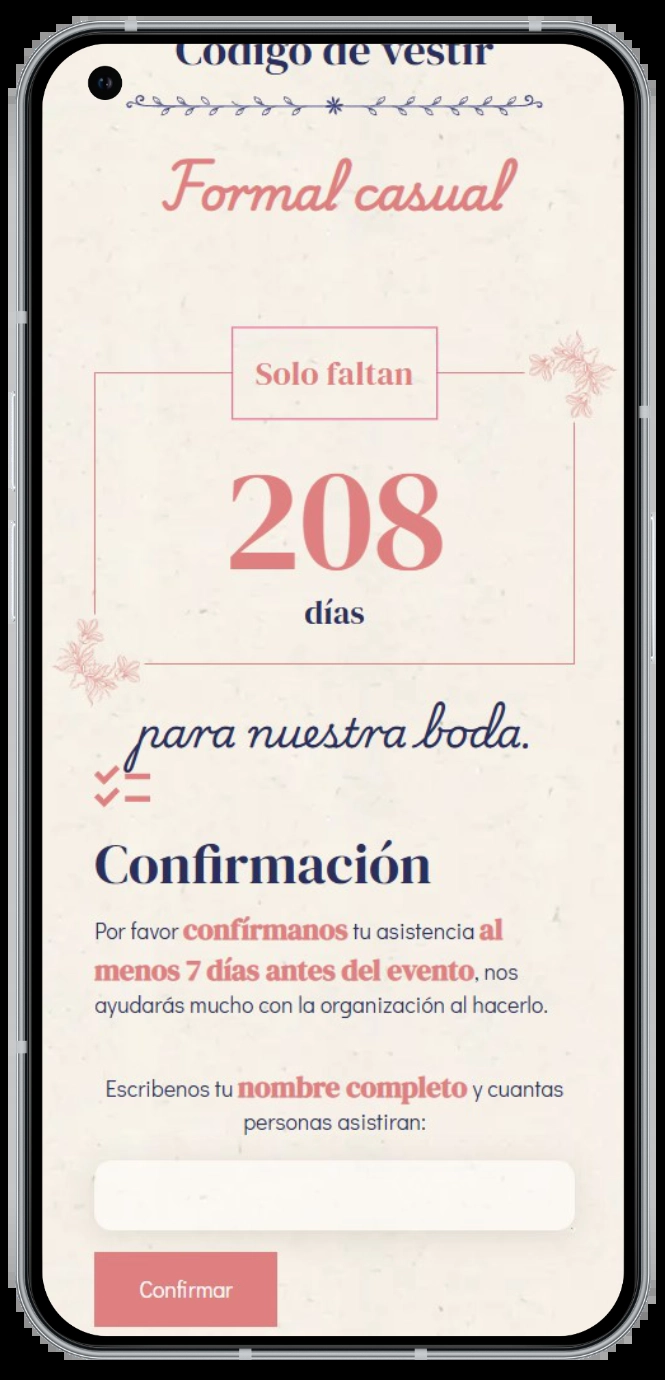 Código de vestir
Formal casual
Solo faltan
208
días
para nuestra boda.
Confirmación
Por favor confírmanos tu asistencia al
menos 7 días antes del evento, nos
ayudarás mucho con la organización al hacerlo.
Escribenos tu nombre completo y cuantas
personas asistiran:
Confirmar